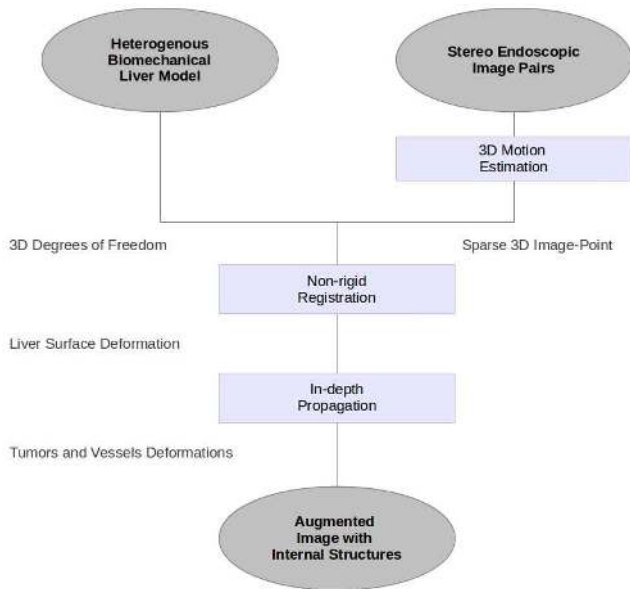 Heterogenous
Biomechanical
Liver Model
Stereo Endoscopic
Image Pairs
3D Motion
Estimation
3D Degrees of Freedom
Sparse 3D Image-Point
Non-rigid
Registration
Liver Surface Deformation
In-depth
Propagation
Tumors and Vessels Deformations
Augmented
Image with
Internal Structures